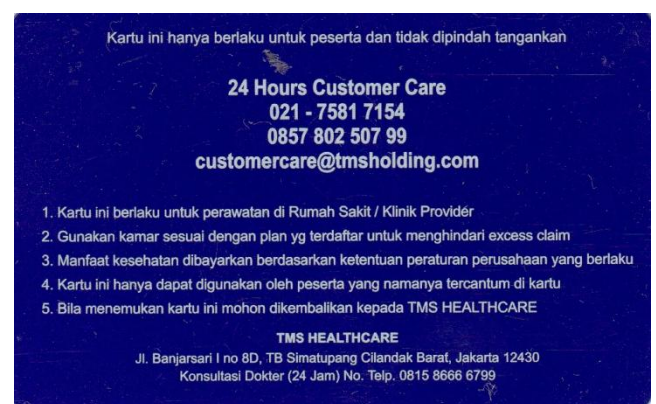 Kartu ini hanya berlaku untuk peserta dan tidak dipindah tangankan
24 Hours Customer Care
021 - 7581 7154
0857 802 507 99
customercare@tmsholding.com
1. Kartu ini berlaku untuk perawatan di Rumah Sakit / Klinik Provider
2. Gunakan kamar sesuai dengan plan yg terdaftar untuk menghindari excess claim
3. Manfaat kesehatan dibayarkan berdasarkan ketentuan peraturan perusahaan yang berlaku
4. Kartu ini hanya dapat digunakan oleh peserta yang namanya tercantum di kartu
5. Bila menemukan kartu ini mohon dikembalikan kepada TMS HEALTHCARE
TMS HEALTHCARE
Jl. Banjarsari I no 8D, TB Simatupang Cilandak Barat, Jakarta 12430
Konsultasi Dokter (24 Jam) No. Telp. 0815 8666 6799